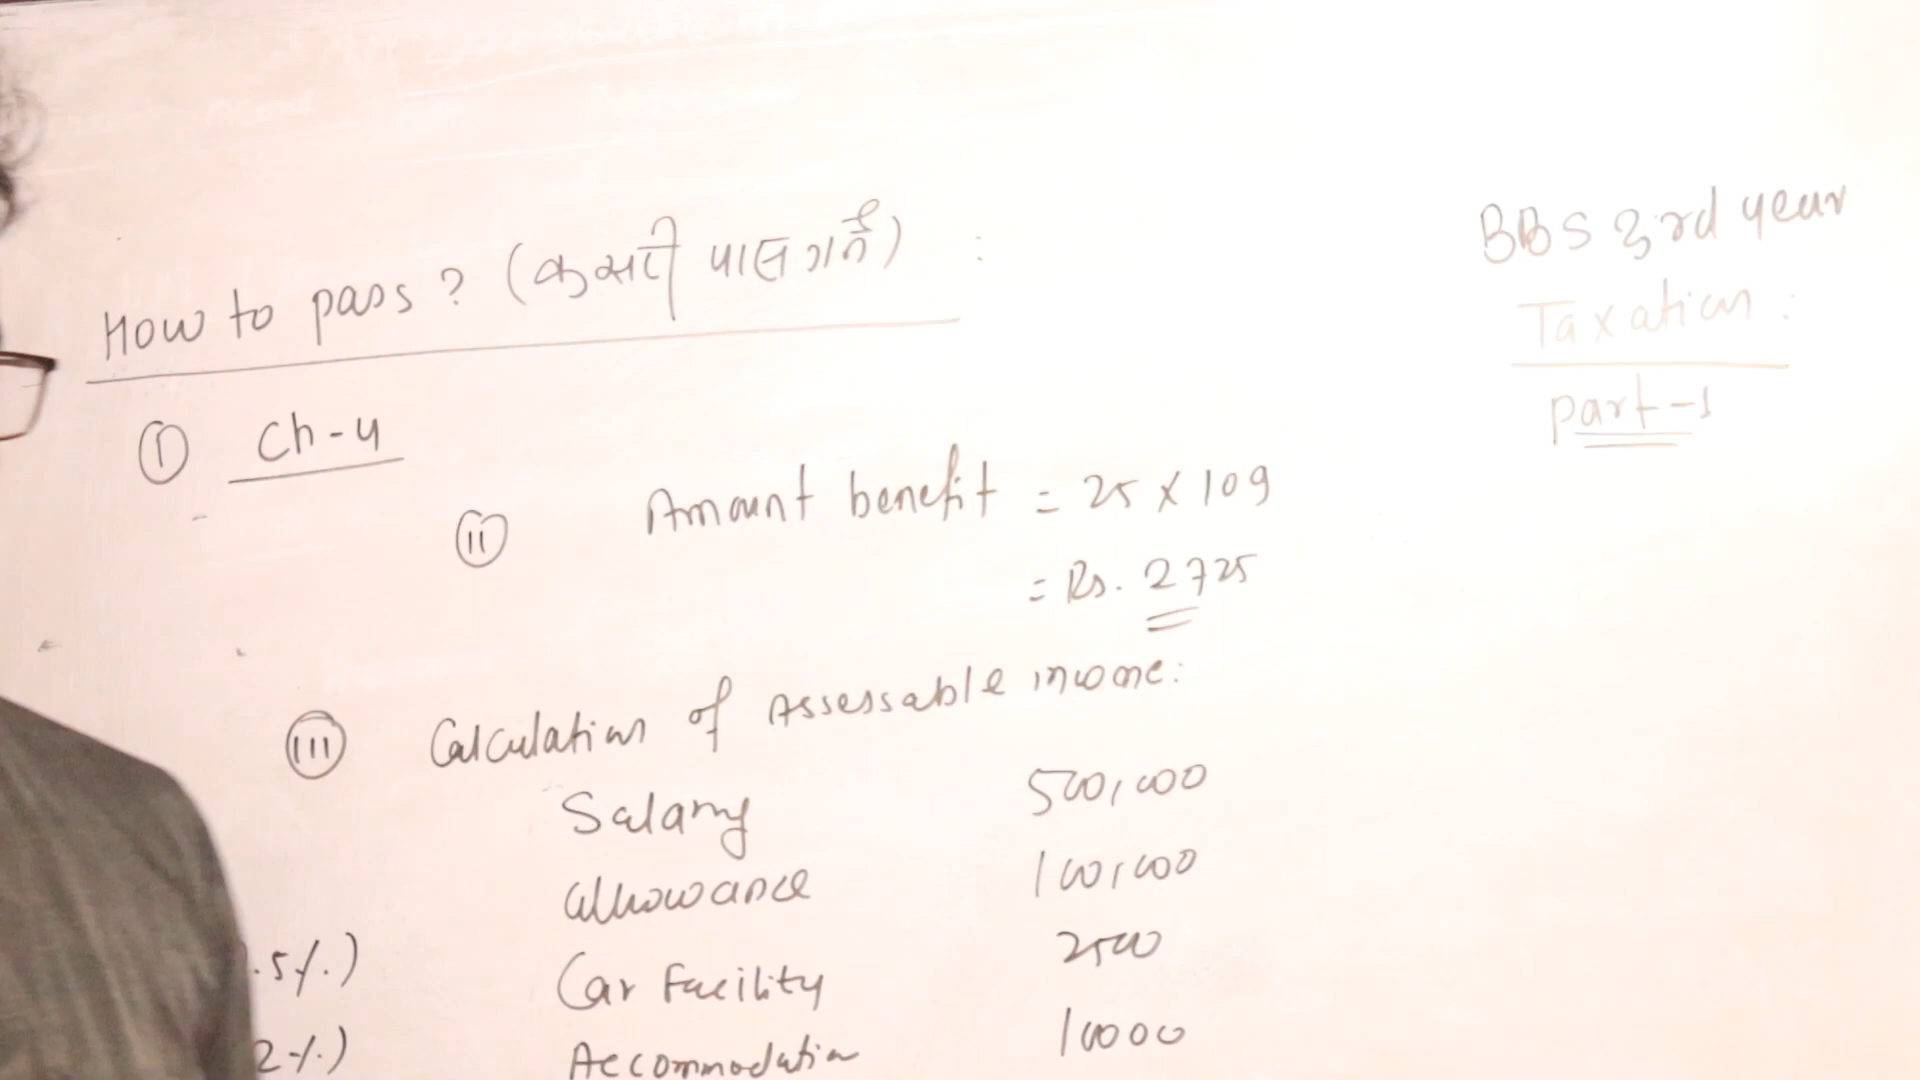 How to pass? (कसरी पास गर्ने) :
BBS 3rd year
Taxation :
Part-1
① Ch-4
ⓘⓘ Amount benefit = 25 x 109
= Rs. 2725
ⓘⓘⓘ Calculation of Assessable income:
Salary 500,000
allowance 100,000
.5%.) Car Facility 2500
2%.) Accommodation 10000